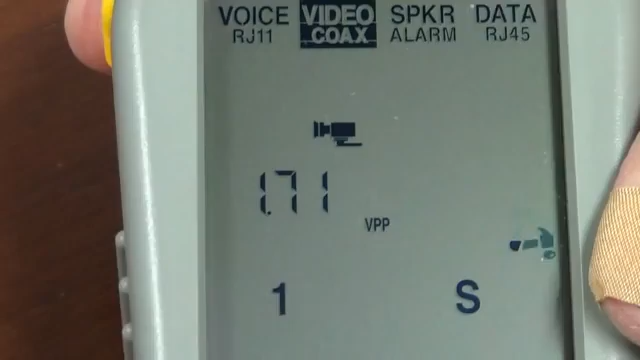 VOICE VIDEO SPKR DATA
RJ11 COAX ALARM RJ45
1.71
VPP
1 S